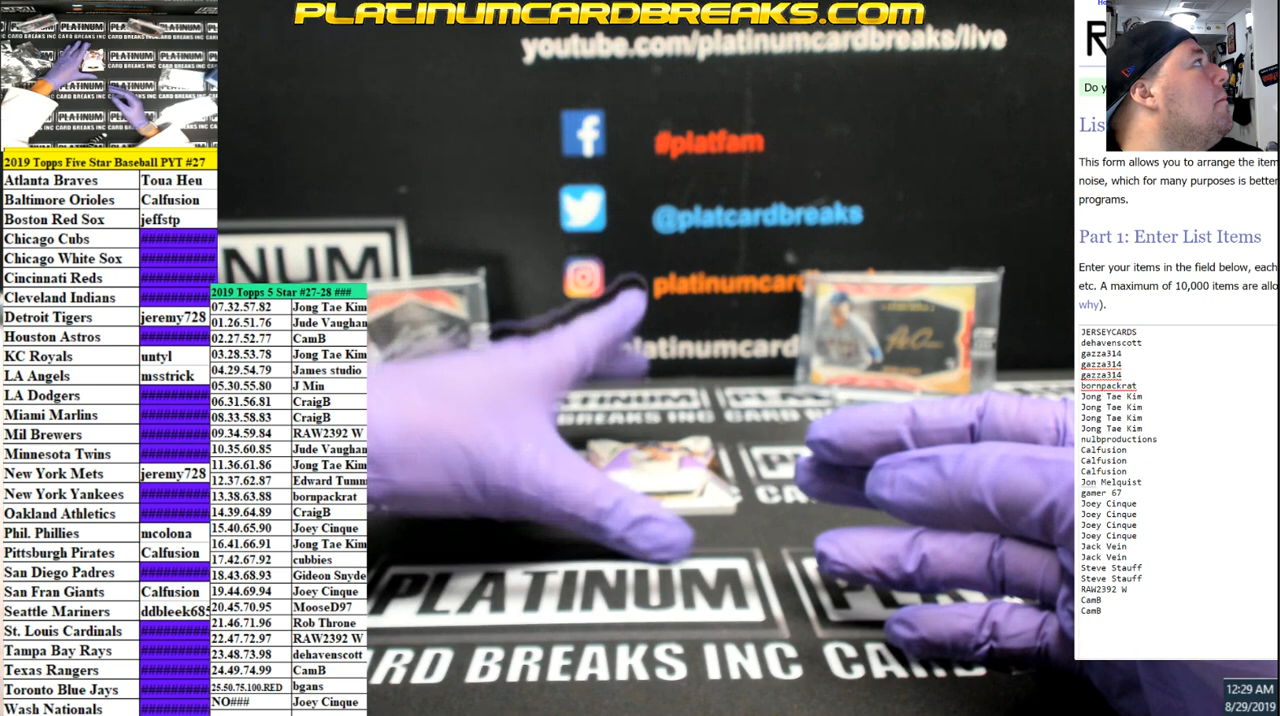 PLATINUMCARDBREAKS.COM
youtube.com/platinumcardbreaks/live
#platfam
@platcardbreaks
platinumcar
platinumcard
NUM
PLATINUM
CARD BREAKS INC
2019 Topps Five Star Baseball PYT #27
Atlanta Braves Toua Heu
Baltimore Orioles Calfusion
Boston Red Sox jeffstp
Chicago Cubs ##########
Chicago White Sox ##########
Cincinnati Reds ##########
Cleveland Indians ##########
Detroit Tigers jeremy728
Houston Astros ##########
KC Royals untyl
LA Angels msstrick
LA Dodgers ##########
Miami Marlins ##########
Mil Brewers ##########
Minnesota Twins ##########
New York Mets jeremy728
New York Yankees ##########
Oakland Athletics ##########
Phil. Phillies mcolona
Pittsburgh Pirates Calfusion
San Diego Padres ##########
San Fran Giants Calfusion
Seattle Mariners ddbleek685
St. Louis Cardinals ##########
Tampa Bay Rays ##########
Texas Rangers ##########
Toronto Blue Jays ##########
Wash Nationals ##########
2019 Topps 5 Star #27-28 ###
07.32.57.82 Jong Tae Kim
01.26.51.76 Jude Vaughan
02.27.52.77 CamB
03.28.53.78 Jong Tae Kim
04.29.54.79 James studio
05.30.55.80 J Min
06.31.56.81 CraigB
08.33.58.83 CraigB
09.34.59.84 RAW2392 W
10.35.60.85 Jude Vaughan
11.36.61.86 Jong Tae Kim
12.37.62.87 Edward Tumm
13.38.63.88 bornpackrat
14.39.64.89 CraigB
15.40.65.90 Joey Cinque
16.41.66.91 Jong Tae Kim
17.42.67.92 cubbies
18.43.68.93 Gideon Snyde
19.44.69.94 Joey Cinque
20.45.70.95 MooseD97
21.46.71.96 Rob Throne
22.47.72.97 RAW2392 W
23.48.73.98 dehavenscott
24.49.74.99 CamB
25.50.75.100.RED bgans
NO### Joey Cinque
PLATINUM
RD BREAKS INC CA
R
Do y
Lis
This form allows you to arrange the item
noise, which for many purposes is better
programs.
Part 1: Enter List Items
Enter your items in the field below, each
etc. A maximum of 10,000 items are allo
why).
JERSEYCARDS
dehavenscott
gazza314
gazza314
gazza314
bornpackrat
Jong Tae Kim
Jong Tae Kim
Jong Tae Kim
Jong Tae Kim
nulbproductions
Calfusion
Calfusion
Calfusion
Jon Melquist
gamer 67
Joey Cinque
Joey Cinque
Joey Cinque
Joey Cinque
Jack Vein
Jack Vein
Steve Stauff
Steve Stauff
RAW2392 W
CamB
CamB
12:29 AM
8/29/2019